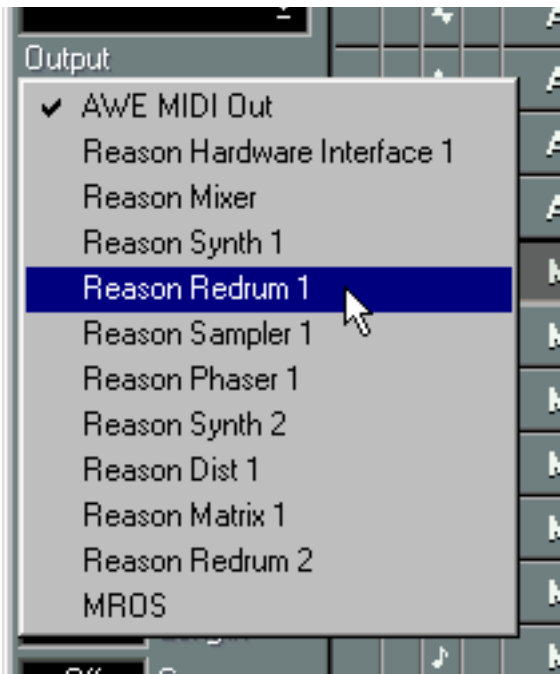 Output
AWE MIDI Out
Reason Hardware Interface 1
Reason Mixer
Reason Synth 1
Reason Redrum 1
Reason Sampler 1
Reason Phaser 1
Reason Synth 2
Reason Dist 1
Reason Matrix 1
Reason Redrum 2
MROS